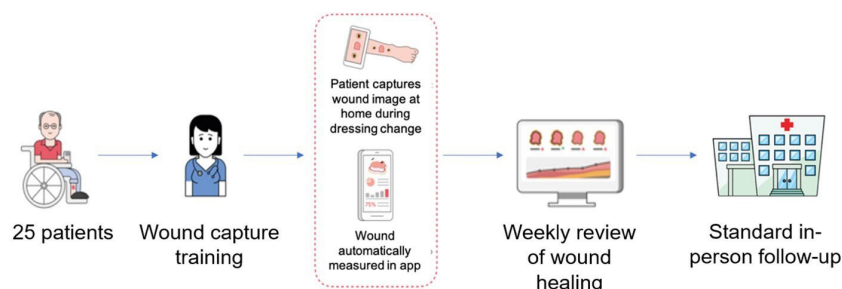 Patient captures
wound image at
home during
dressing change
75%
Wound
automatically
measured in app
25 patients
Wound capture
training
Weekly review
of wound
healing
Standard in-
person follow-up